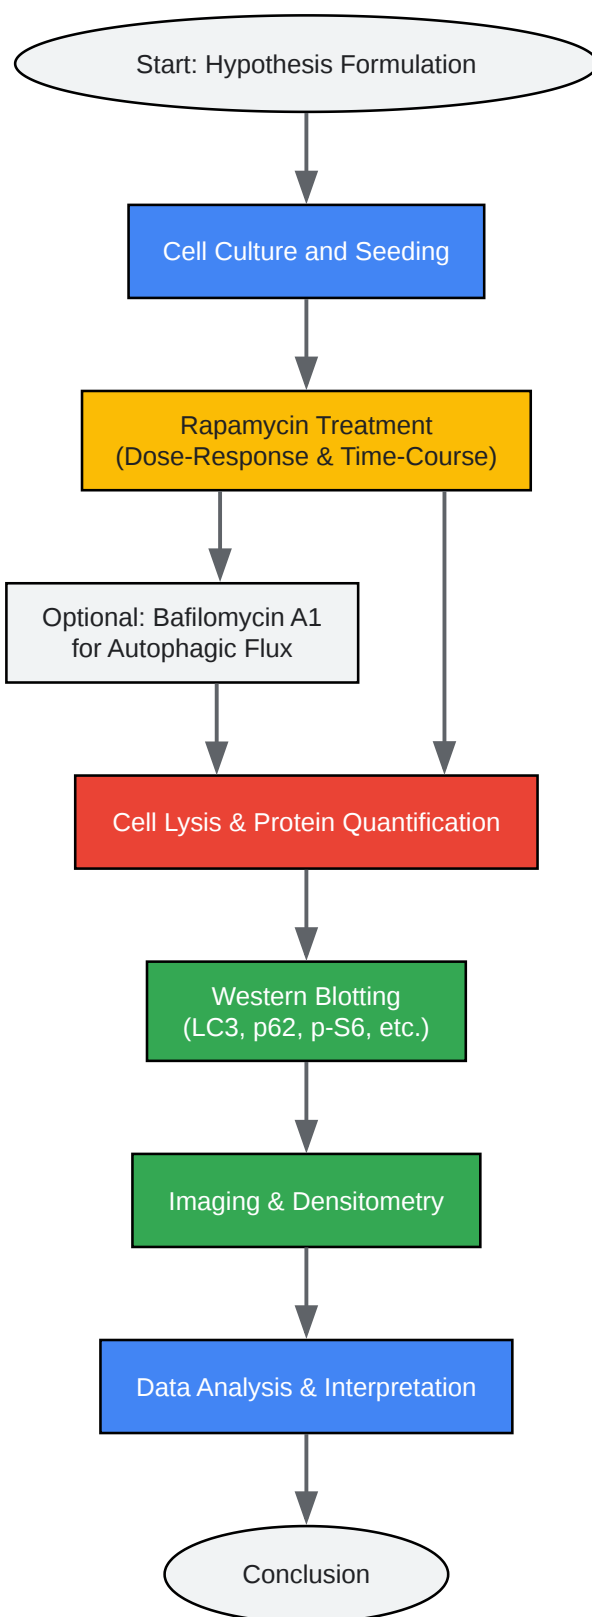 Start: Hypothesis Formulation
Cell Culture and Seeding
Rapamycin Treatment
(Dose-Response & Time-Course)
Optional: Bafilomycin A1
for Autophagic Flux
Cell Lysis & Protein Quantification
Western Blotting
(LC3, p62, p-S6, etc.)
Imaging & Densitometry
Data Analysis & Interpretation
Conclusion